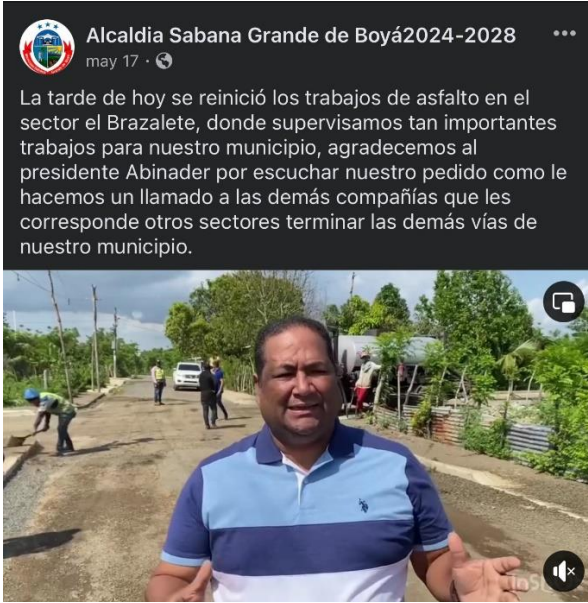 Alcaldia Sabana Grande de Boyá2024-2028
may 17 ·
La tarde de hoy se reinició los trabajos de asfalto en el
sector el Brazalete, donde supervisamos tan importantes
trabajos para nuestro municipio, agradecemos al
presidente Abinader por escuchar nuestro pedido como le
hacemos un llamado a las demás compañías que les
corresponde otros sectores terminar las demás vías de
nuestro municipio.